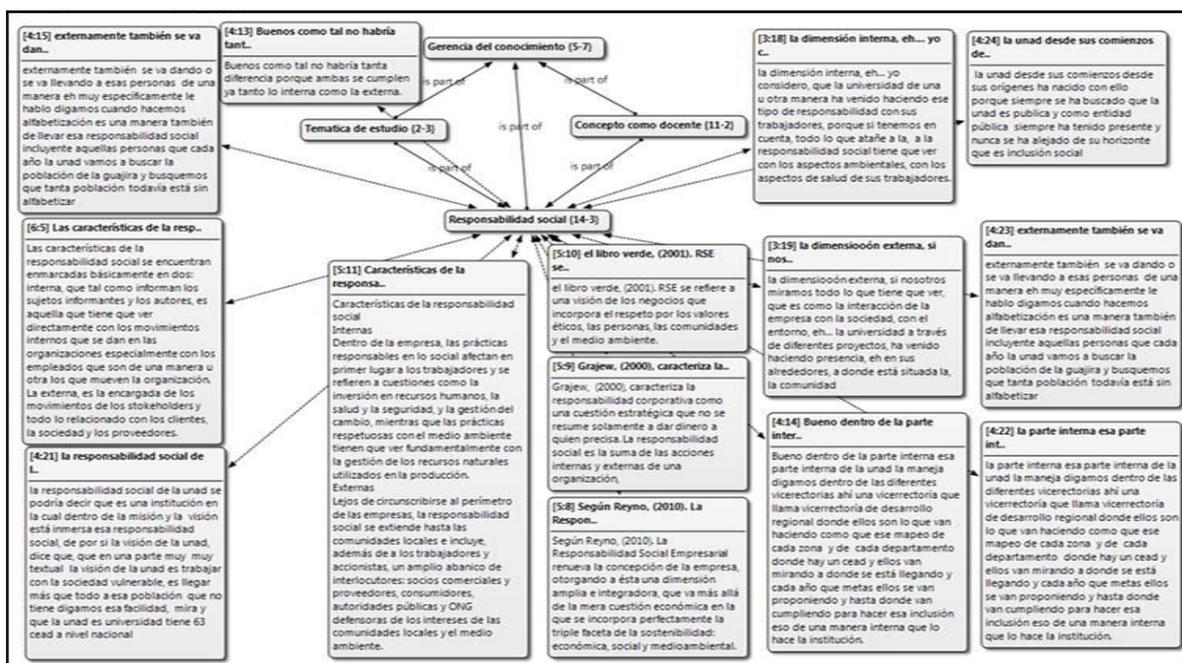 [4:15] externamente también se va
dan..
externamente también se va dando o
se va llevando a esas personas de una
manera eh muy específicamente le
hablo digamos cuando hacemos
alfabetización es una manera también
de llevar esa responsabilidad social
incluyente aquellas personas que cada
año la unad vamos a buscar la
población de la guajira y busquemos
que tanta población todavía está sin
alfabetizar
[4:13] Buenos como tal no habría
tant..
Buenos como tal no habría tanta
diferencia porque ambas se cumplen
ya tanto lo interna como la externa.
Gerencia del conocimiento (5-7)
is part of
is part of
is part of
Tematica de estudio (2-3)
Concepto como docente (11-2)
is part of
is part of
Responsabilidad social (14-3)
[3:18] la dimensión interna, eh.... yo
c..
la dimensión interna, eh... yo
considero, que la universidad de una
u otra manera ha venido haciendo ese
tipo de responsabilidad con sus
trabajadores, porque si tenemos en
cuenta, todo lo que atañe a la, a la
responsabilidad social tiene que ver
con los aspectos ambientales, con los
aspectos de salud de sus trabajadores.
[4:24] la unad desde sus comienzos
de..
la unad desde sus comienzos desde
sus orígenes ha nacido con ello
porque siempre se ha buscado que la
unad es publica y como entidad
pública siempre ha tenido presente y
nunca se ha alejado de su horizonte
que es inclusión social
[6:5] Las características de la resp..
Las características de la
responsabilidad social se encuentran
enmarcadas básicamente en dos:
interna, que tal como informan los
sujetos informantes y los autores, es
aquella que tiene que ver
directamente con los movimientos
internos que se dan en las
organizaciones especialmente con los
empleados que son de una manera u
otra los que mueven la organización.
La externa, es la encargada de los
movimientos de los stokeholders y
todo lo relacionado con los clientes,
la sociedad y los proveedores.
[5:11] Características de la
responsa..
Características de la responsabilidad
social
Internas
Dentro de la empresa, las prácticas
responsables en lo social afectan en
primer lugar a los trabajadores y se
refieren a cuestiones como la
inversión en recursos humanos, la
salud y la seguridad, y la gestión del
cambio, mientras que las prácticas
respetuosas con el medio ambiente
tienen que ver fundamentalmente con
la gestión de los recursos naturales
utilizados en la producción.
Externas
Lejos de circunscribirse al perímetro
de las empresas, la responsabilidad
social se extiende hasta las
comunidades locales e incluye,
además de a los trabajadores y
accionistas, un amplio abanico de
interlocutores: socios comerciales y
proveedores, consumidores,
autoridades públicas y ONG
defensoras de los intereses de las
comunidades locales y el medio
ambiente.
[5:10] el libro verde, (2001). RSE
se..
el libro verde, (2001). RSE se refiere a
una visión de los negocios que
incorpora el respeto por los valores
éticos, las personas, las comunidades
y el medio ambiente.
[3:19] la dimensiooón externa, si
nos..
la dimensiooón externa, si nosotros
miramos todo lo que tiene que ver,
que es como la interacción de la
empresa con la sociedad, con el
entorno, eh... la universidad a través
de diferentes proyectos, ha venido
haciendo presencia, eh en sus
alrededores, a donde está situada la,
la comunidad
[4:23] externamente también se va
dan..
externamente también se va dando o
se va llevando a esas personas de una
manera eh muy específicamente le
hablo digamos cuando hacemos
alfabetización es una manera también
de llevar esa responsabilidad social
incluyente aquellas personas que cada
año la unad vamos a buscar la
población de la guajira y busquemos
que tanta población todavía está sin
alfabetizar
[5:9] Grajew, (2000), caracteriza la..
Grajew, (2000), caracteriza la
responsabilidad corporativa como
una cuestión estratégica que no se
resume solamente a dar dinero a
quien precisa. La responsabilidad
social es la suma de las acciones
internas y externas de una
organización,
[4:21] la responsabilidad social de
l..
la responsabilidad social de la unad se
podría decir que es una institución en
la cual dentro de la misión y la visión
está inmersa esa responsabilidad
social, de por si la visión de la unad,
dice que, que en una parte muy muy
textual la visión de la unad es trabajar
con la sociedad vulnerable, es llegar
más que todo a esa población que no
tiene digamos esa facilidad, mira y
que la unad es universidad tiene 63
cead a nivel nacional
[5:8] Según Reyno, (2010). La
Respon..
Según Reyno, (2010). La
Responsabilidad Social Empresarial
renueva la concepción de la empresa,
otorgando a ésta una dimensión
amplia e integradora, que va más allá
de la mera cuestión económica en la
que se incorpora perfectamente la
triple faceta de la sostenibilidad:
económica, social y medioambiental.
[4:14] Bueno dentro de la parte
inter..
Bueno dentro de la parte interna esa
parte interna de la unad la maneja
digamos dentro de las diferentes
vicerectorias ahí una vicerrectoría que
llama vicerrectoría de desarrollo
regional donde ellos son lo que van
haciendo como que ese mapeo de
cada zona y de cada departamento
donde hay un cead y ellos van
mirando a donde se está llegando y
cada año que metas ellos se van
proponiendo y hasta donde van
cumpliendo para hacer esa inclusión
eso de una manera interna que lo
hace la institución.
[4:22] la parte interna esa parte
int..
la parte interna esa parte interna de la
unad la maneja digamos dentro de las
diferentes vicerectorias ahí una
vicerrectoría que llama vicerrectoría
de desarrollo regional donde ellos son
lo que van haciendo como que ese
mapeo de cada zona y de cada
departamento donde hay un cead y
ellos van mirando a donde se está
llegando y cada año que metas ellos
se van proponiendo y hasta donde
van cumpliendo para hacer esa
inclusión eso de una manera interna
que lo hace la institución.